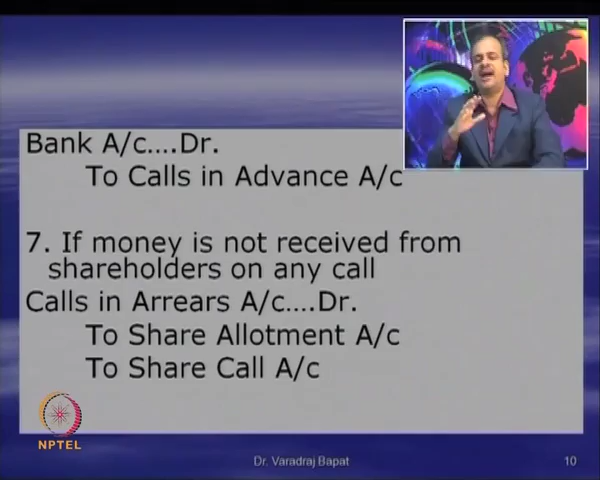 Bank A/c....Dr.
To Calls in Advance A/c
7. If money is not received from
shareholders on any call
Calls in Arrears A/c....Dr.
To Share Allotment A/c
To Share Call A/c
NPTEL
Dr. Varadraj Bapat
10